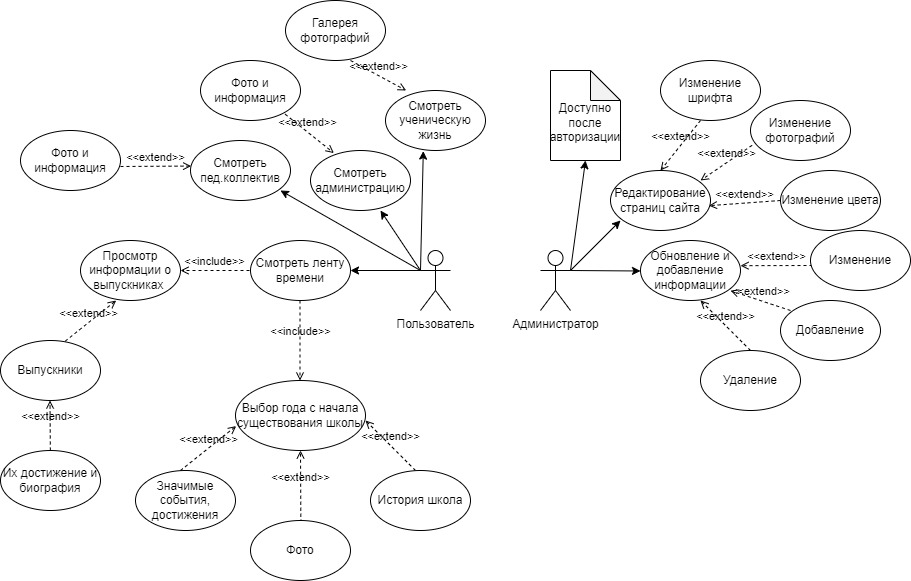 Галерея
фотографий
<<extend>>
Фото и
информация
<<extend>>
Смотреть
ученическую
жизнь
Фото и
информация
<<extend>>
Смотреть
пед.коллектив
Смотреть
администрацию
Просмотр
информации о
выпускниках
<<include>>
Смотреть ленту
времени
Пользователь
<<extend>>
<<include>>
Выпускники
<<extend>>
Их достижение и
биография
Выбор года с начала
существования школы
<<extend>>
<<extend>>
<<extend>>
Значимые
события,
достижения
История школа
Фото
Доступно
после
авторизации
Изменение
шрифта
<<extend>>
Изменение
фотографий
<<extend>>
Редактирование
страниц сайта
<<extend>>
Изменение цвета
Администратор
Обновление и
добавление
информации
<<extend>>
Изменение
<<extend>>
Добавление
<<extend>>
Удаление